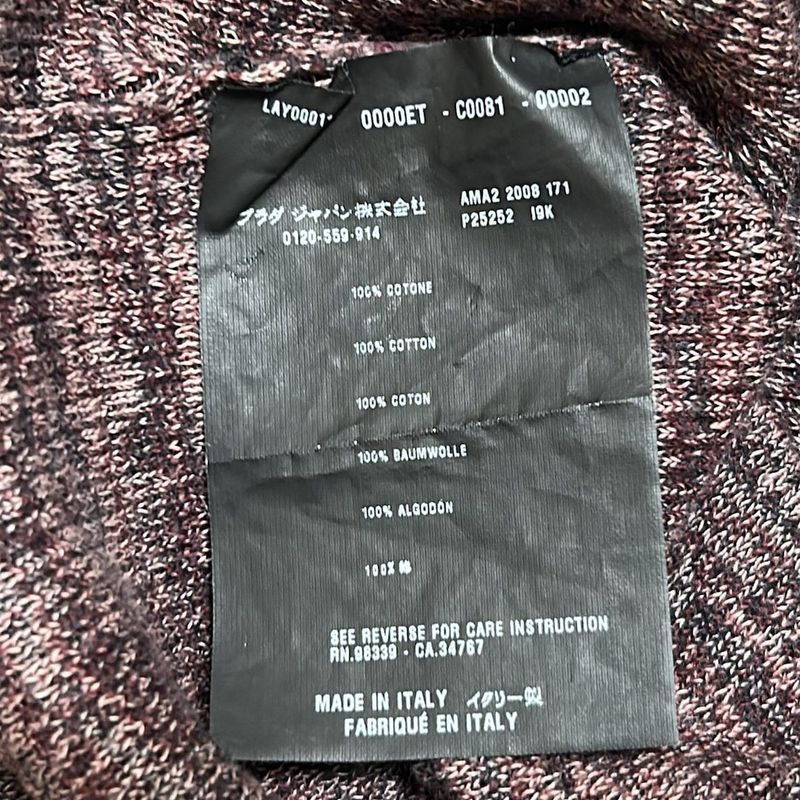 LAY00011 0000ET - C0081 - 00002
プラダ ジャパン株式会社
0120-559-914
AMA2 2008 171
P25252 I9K
100% COTONE
100% COTTON
100% COTON
100% BAUMWOLLE
100% ALGODÓN
100% 綿
SEE REVERSE FOR CARE INSTRUCTION
RN.98339 - CA.34767
MADE IN ITALY イタリー製
FABRIQUÉ EN ITALY